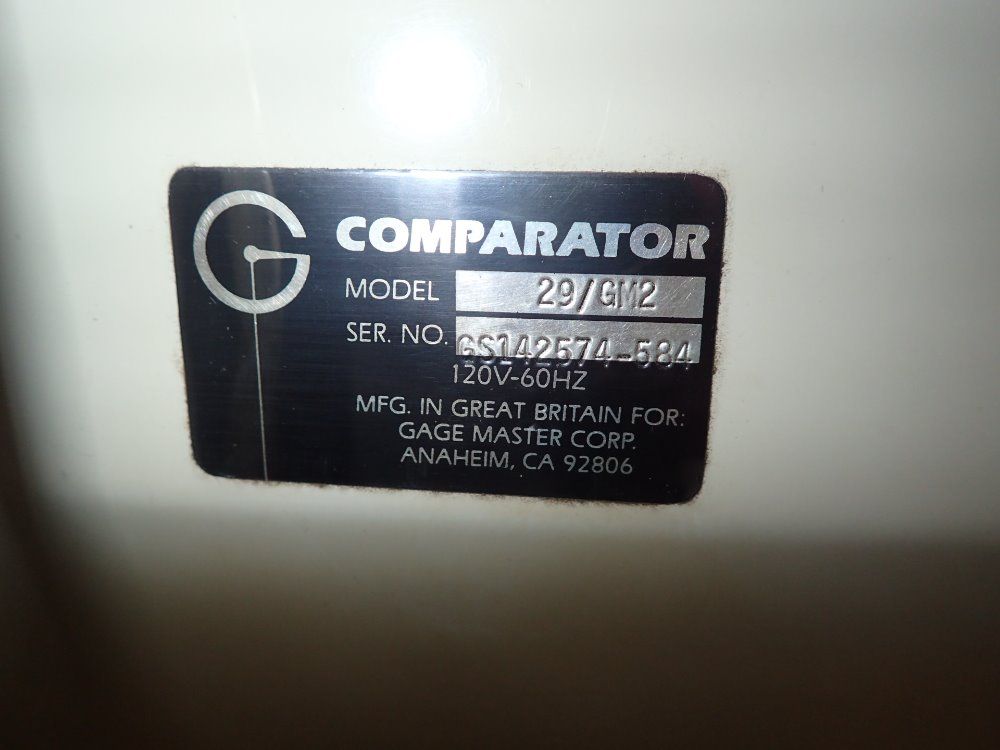 G COMPARATOR
MODEL 29/GM2
SER. NO. GS142574-584
120V-60HZ
MFG. IN GREAT BRITAIN FOR:
GAGE MASTER CORP.
ANAHEIM, CA 92806